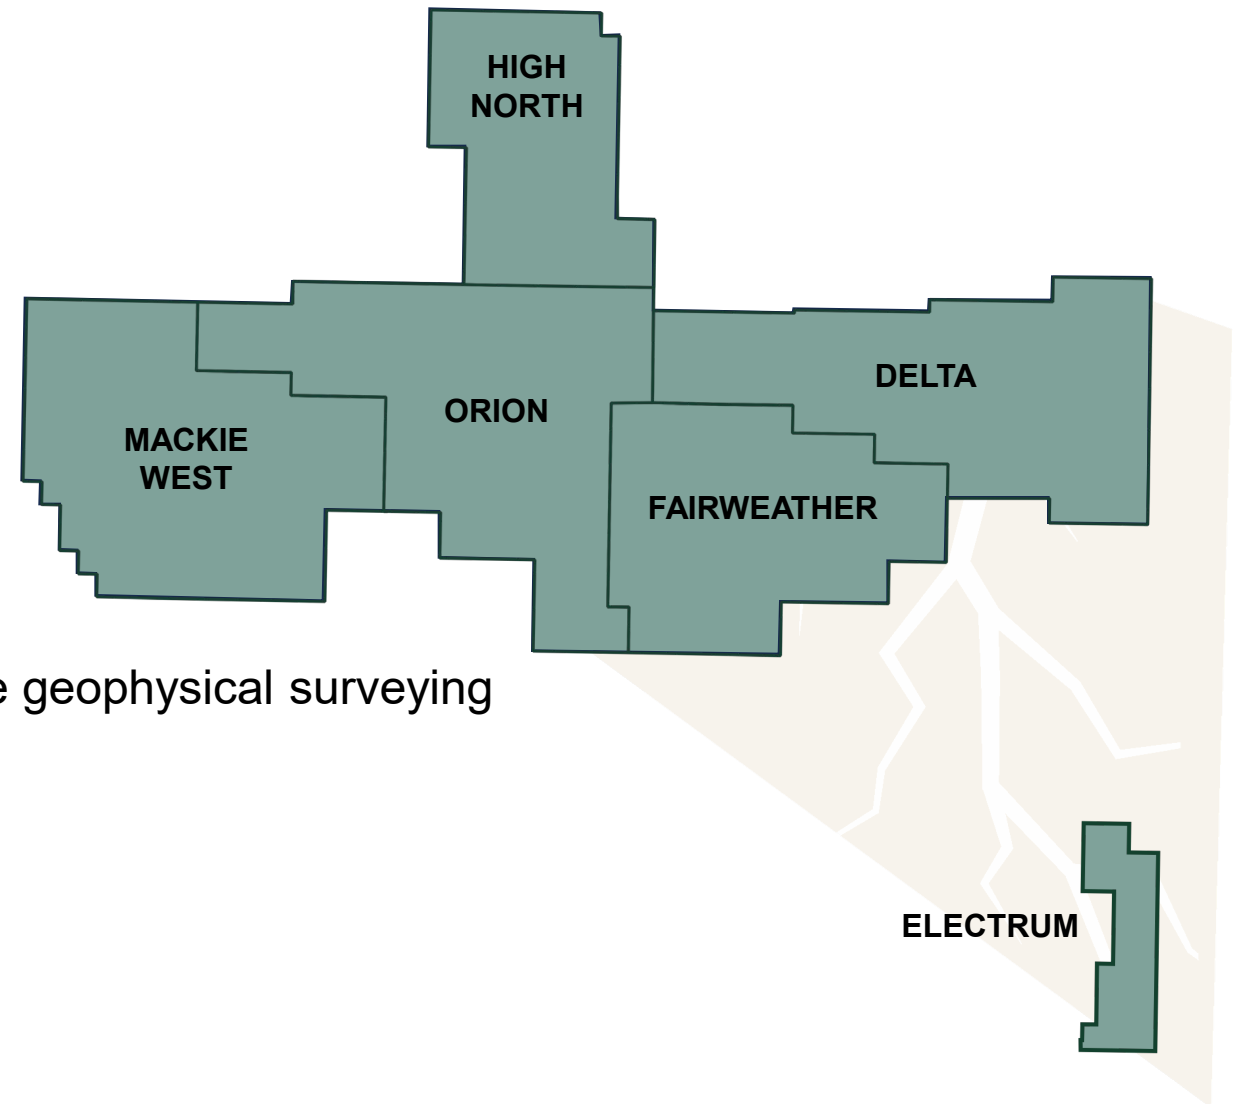 HIGH
NORTH
DELTA
ORION
MACKIE
WEST
FAIRWEATHER
geophysical surveying
ELECTRUM